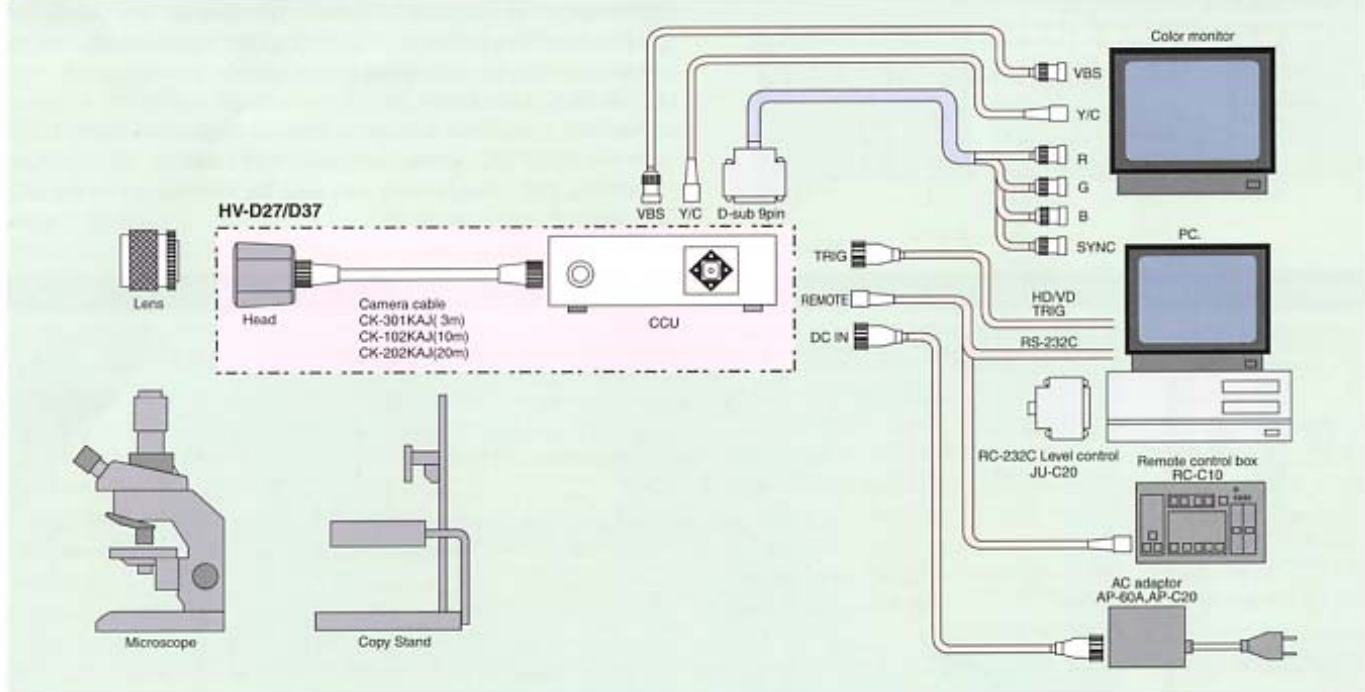 Color monitor
VBS
Y/C
R
G
B
SYNC
VBS Y/C D-sub 9pin
HV-D27/D37
Lens
Head
Camera cable
CK-301KAJ( 3m)
CK-102KAJ(10m)
CK-202KAJ(20m)
CCU
TRIG
REMOTE
DC IN
PC.
HD/VD
TRIG
RS-232C
RC-232C Level control
JU-C20
Remote control box
RC-C10
AC adaptor
AP-60A,AP-C20
Microscope
Copy Stand